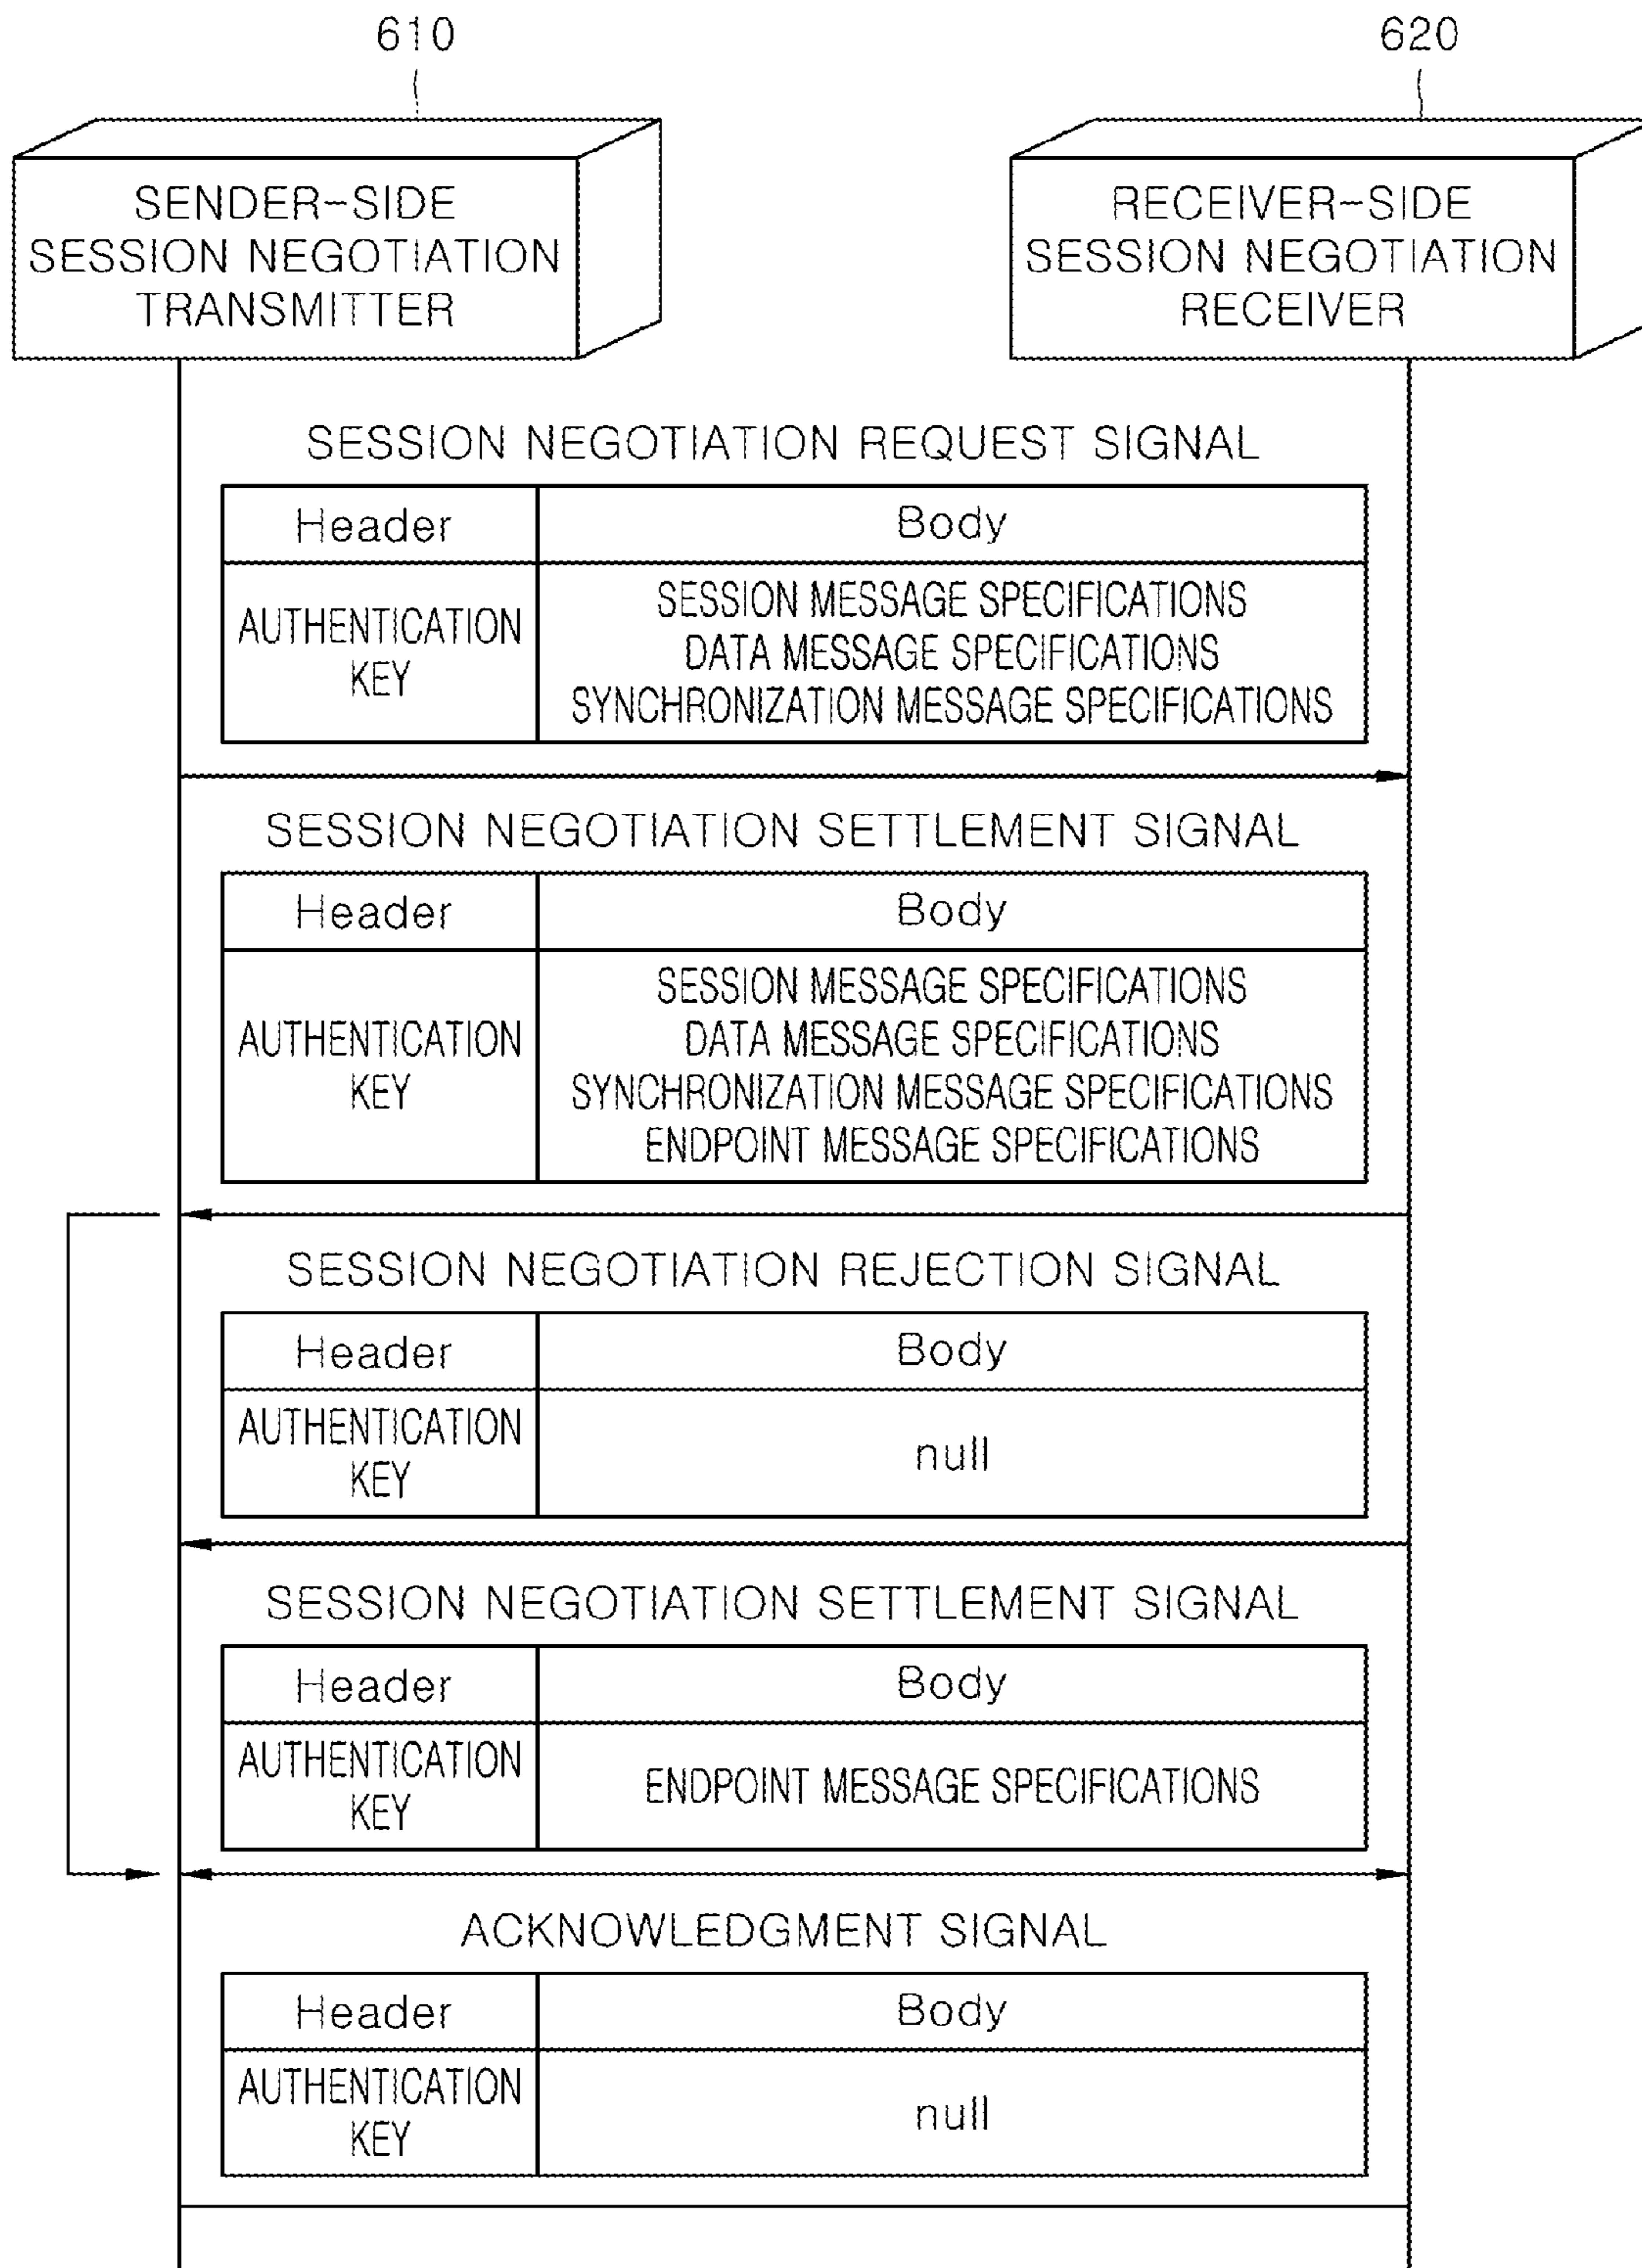 610
620
SENDER-SIDE
SESSION NEGOTIATION
TRANSMITTER
RECEIVER-SIDE
SESSION NEGOTIATION
RECEIVER
SESSION NEGOTIATION REQUEST SIGNAL
Header
Body
AUTHENTICATION
KEY
SESSION MESSAGE SPECIFICATIONS
DATA MESSAGE SPECIFICATIONS
SYNCHRONIZATION MESSAGE SPECIFICATIONS
SESSION NEGOTIATION SETTLEMENT SIGNAL
Header
Body
AUTHENTICATION
KEY
SESSION MESSAGE SPECIFICATIONS
DATA MESSAGE SPECIFICATIONS
SYNCHRONIZATION MESSAGE SPECIFICATIONS
ENDPOINT MESSAGE SPECIFICATIONS
SESSION NEGOTIATION REJECTION SIGNAL
Header
Body
AUTHENTICATION
KEY
null
SESSION NEGOTIATION SETTLEMENT SIGNAL
Header
Body
AUTHENTICATION
KEY
ENDPOINT MESSAGE SPECIFICATIONS
ACKNOWLEDGMENT SIGNAL
Header
Body
AUTHENTICATION
KEY
null